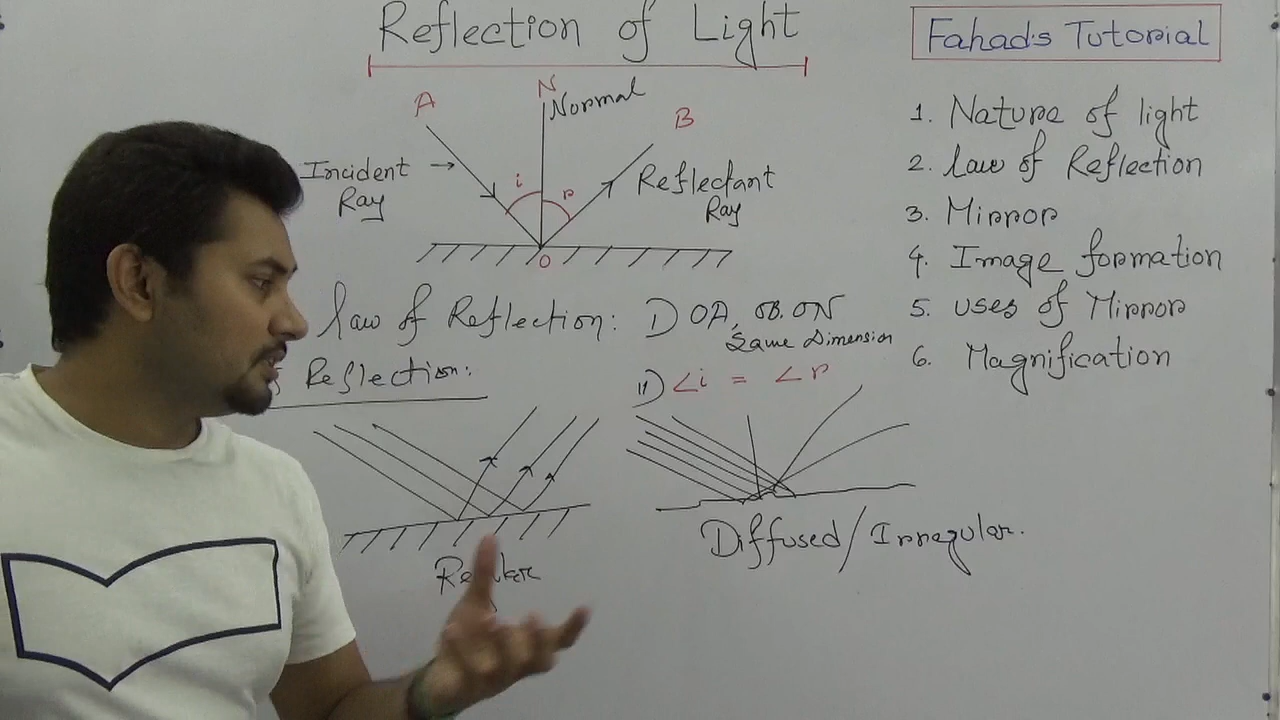 Reflection of Light
Fahads Tutorial
A
N
Normal
B
Incident
Ray
i
r
Reflectant
Ray
O
1. Nature of light
2. Law of Reflection
3. Mirror
4. Image formation
5. Uses of Mirror
6. Magnification
Law of Reflection: i) OA, OB. ON
Same Dimension
Reflection:
ii) ∠i = ∠r
Diffused/Irregular.